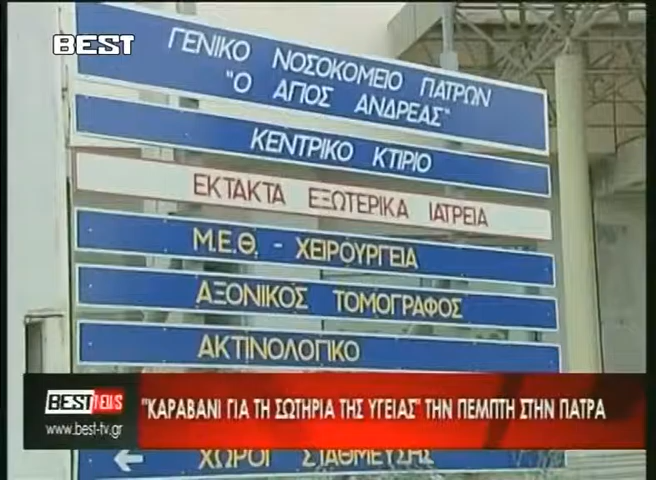 BEST
ΓΕΝΙΚΟ ΝΟΣΟΚΟΜΕΙΟ ΠΑΤΡΩΝ
"Ο ΑΓΙΟΣ ΑΝΔΡΕΑΣ"
ΚΕΝΤΡΙΚΟ ΚΤΙΡΙΟ
ΕΚΤΑΚΤΑ ΕΞΩΤΕΡΙΚΑ ΙΑΤΡΕΙΑ
Μ.Ε.Θ. - ΧΕΙΡΟΥΡΓΕΙΑ
ΑΞΟΝΙΚΟΣ ΤΟΜΟΓΡΑΦΟΣ
ΑΚΤΙΝΟΛΟΓΙΚΟ
BEST NEWS
www.best-tv.gr
"ΚΑΡΑΒΑΝΙ ΓΙΑ ΤΗ ΣΩΤΗΡΙΑ ΤΗΣ ΥΓΕΙΑΣ" ΤΗΝ ΠΕΜΠΤΗ ΣΤΗΝ ΠΑΤΡΑ
ΧΩΡΟΙ ΣΤΑΘΜΕΥΣΗΣ